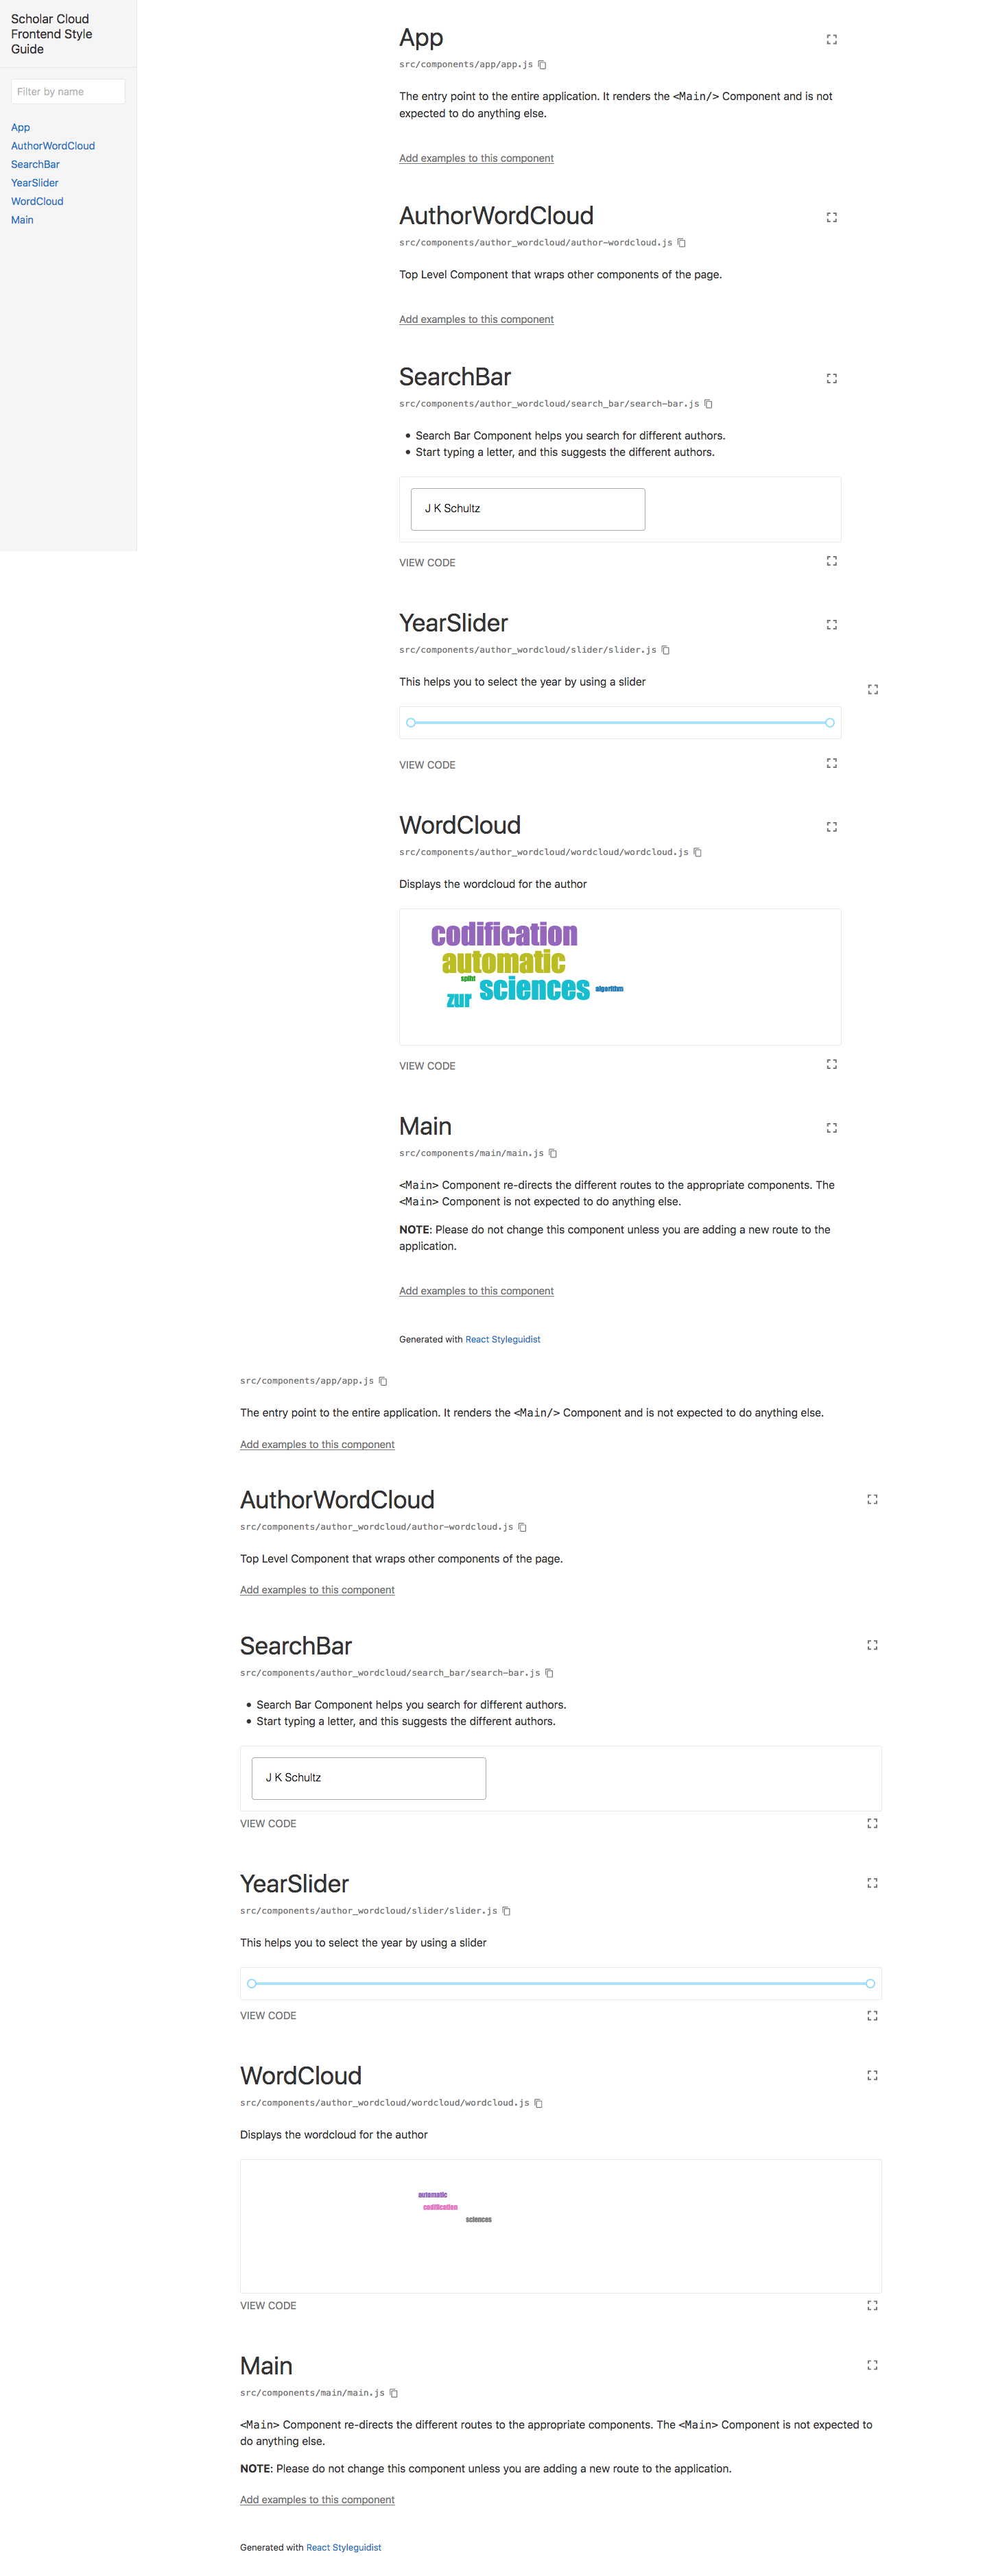 Scholar Cloud
Frontend Style
Guide
Filter by name
App
AuthorWordCloud
SearchBar
YearSlider
WordCloud
Main
App
src/components/app/app.js
The entry point to the entire application. It renders the <Main/> Component and is not
expected to do anything else.
Add examples to this component
AuthorWordCloud
src/components/author_wordcloud/author-wordcloud.js
Top Level Component that wraps other components of the page.
Add examples to this component
SearchBar
src/components/author_wordcloud/search_bar/search-bar.js
• Search Bar Component helps you search for different authors.
• Start typing a letter, and this suggests the different authors.
J K Schultz
VIEW CODE
YearSlider
src/components/author_wordcloud/slider/slider.js
This helps you to select the year by using a slider
VIEW CODE
WordCloud
src/components/author_wordcloud/wordcloud/wordcloud.js
Displays the wordcloud for the author
codification
automatic
spiht
zur sciences algorithm
VIEW CODE
Main
src/components/main/main.js
<Main> Component re-directs the different routes to the appropriate components. The
<Main> Component is not expected to do anything else.
NOTE: Please do not change this component unless you are adding a new route to the
application.
Add examples to this component
Generated with React Styleguidist
src/components/app/app.js
The entry point to the entire application. It renders the <Main/> Component and is not expected to do anything else.
Add examples to this component
AuthorWordCloud
src/components/author_wordcloud/author-wordcloud.js
Top Level Component that wraps other components of the page.
Add examples to this component
SearchBar
src/components/author_wordcloud/search_bar/search-bar.js
• Search Bar Component helps you search for different authors.
• Start typing a letter, and this suggests the different authors.
J K Schultz
VIEW CODE
YearSlider
src/components/author_wordcloud/slider/slider.js
This helps you to select the year by using a slider
VIEW CODE
WordCloud
src/components/author_wordcloud/wordcloud/wordcloud.js
Displays the wordcloud for the author
automatic
codification
sciences
VIEW CODE
Main
src/components/main/main.js
<Main> Component re-directs the different routes to the appropriate components. The <Main> Component is not expected to
do anything else.
NOTE: Please do not change this component unless you are adding a new route to the application.
Add examples to this component
Generated with React Styleguidist